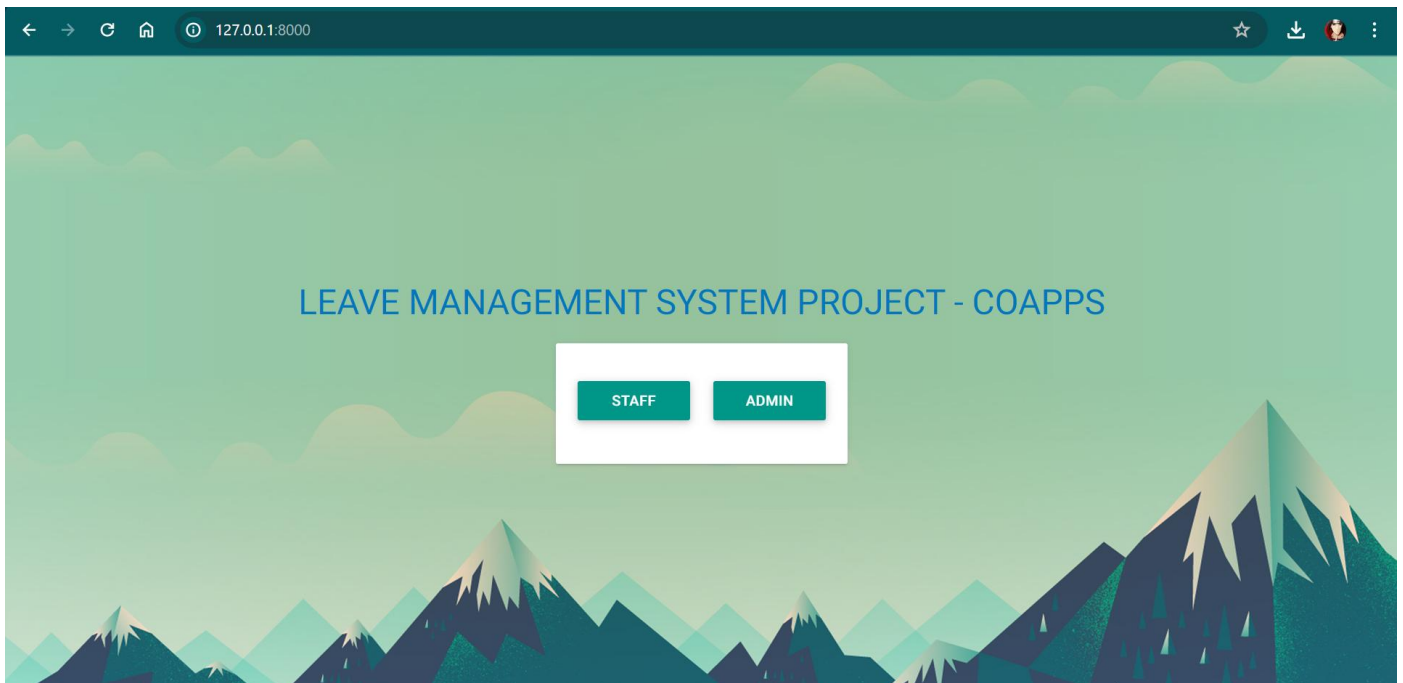 127.0.0.1:8000
LEAVE MANAGEMENT SYSTEM PROJECT - COAPPS
STAFF ADMIN